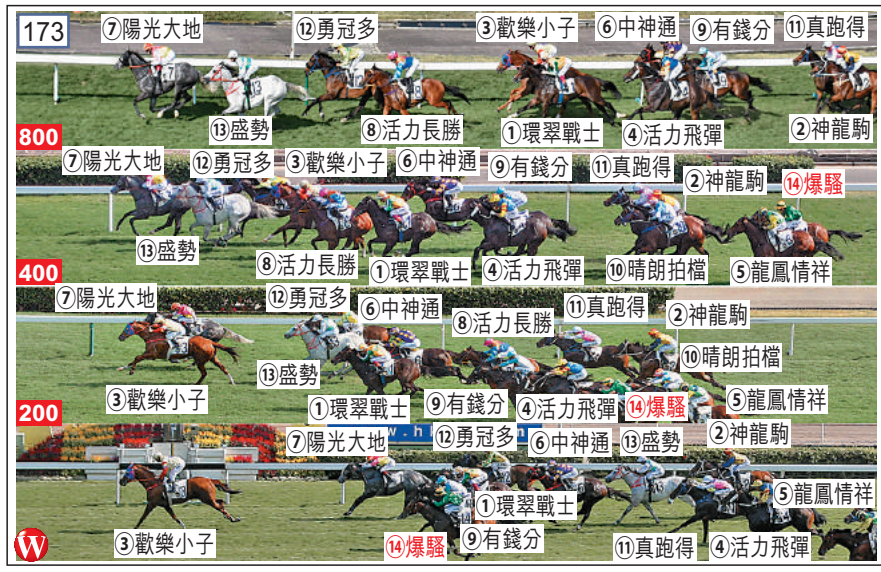 173
⑦陽光大地 ⑫勇冠多 ③歡樂小子 ⑥中神通 ⑨有錢分 ⑪真跑得
⑬盛勢 ⑧活力長勝 ①環翠戰士 ④活力飛彈 ②神龍駒
800
⑦陽光大地 ⑫勇冠多 ③歡樂小子 ⑥中神通 ⑨有錢分 ⑪真跑得 ②神龍駒 ⑭爆騷
⑬盛勢 ⑧活力長勝 ①環翠戰士 ④活力飛彈 ⑩晴朗拍檔 ⑤龍鳳情祥
400
⑦陽光大地 ⑫勇冠多 ⑥中神通 ⑧活力長勝 ⑪真跑得 ②神龍駒
⑩晴朗拍檔
③歡樂小子 ⑬盛勢 ①環翠戰士 ⑨有錢分 ④活力飛彈 ⑭爆騷 ⑤龍鳳情祥
200
⑦陽光大地 ⑫勇冠多 ⑥中神通 ⑬盛勢 ②神龍駒
①環翠戰士 ⑤龍鳳情祥
③歡樂小子 ⑭爆騷 ⑨有錢分 ⑪真跑得 ④活力飛彈
W